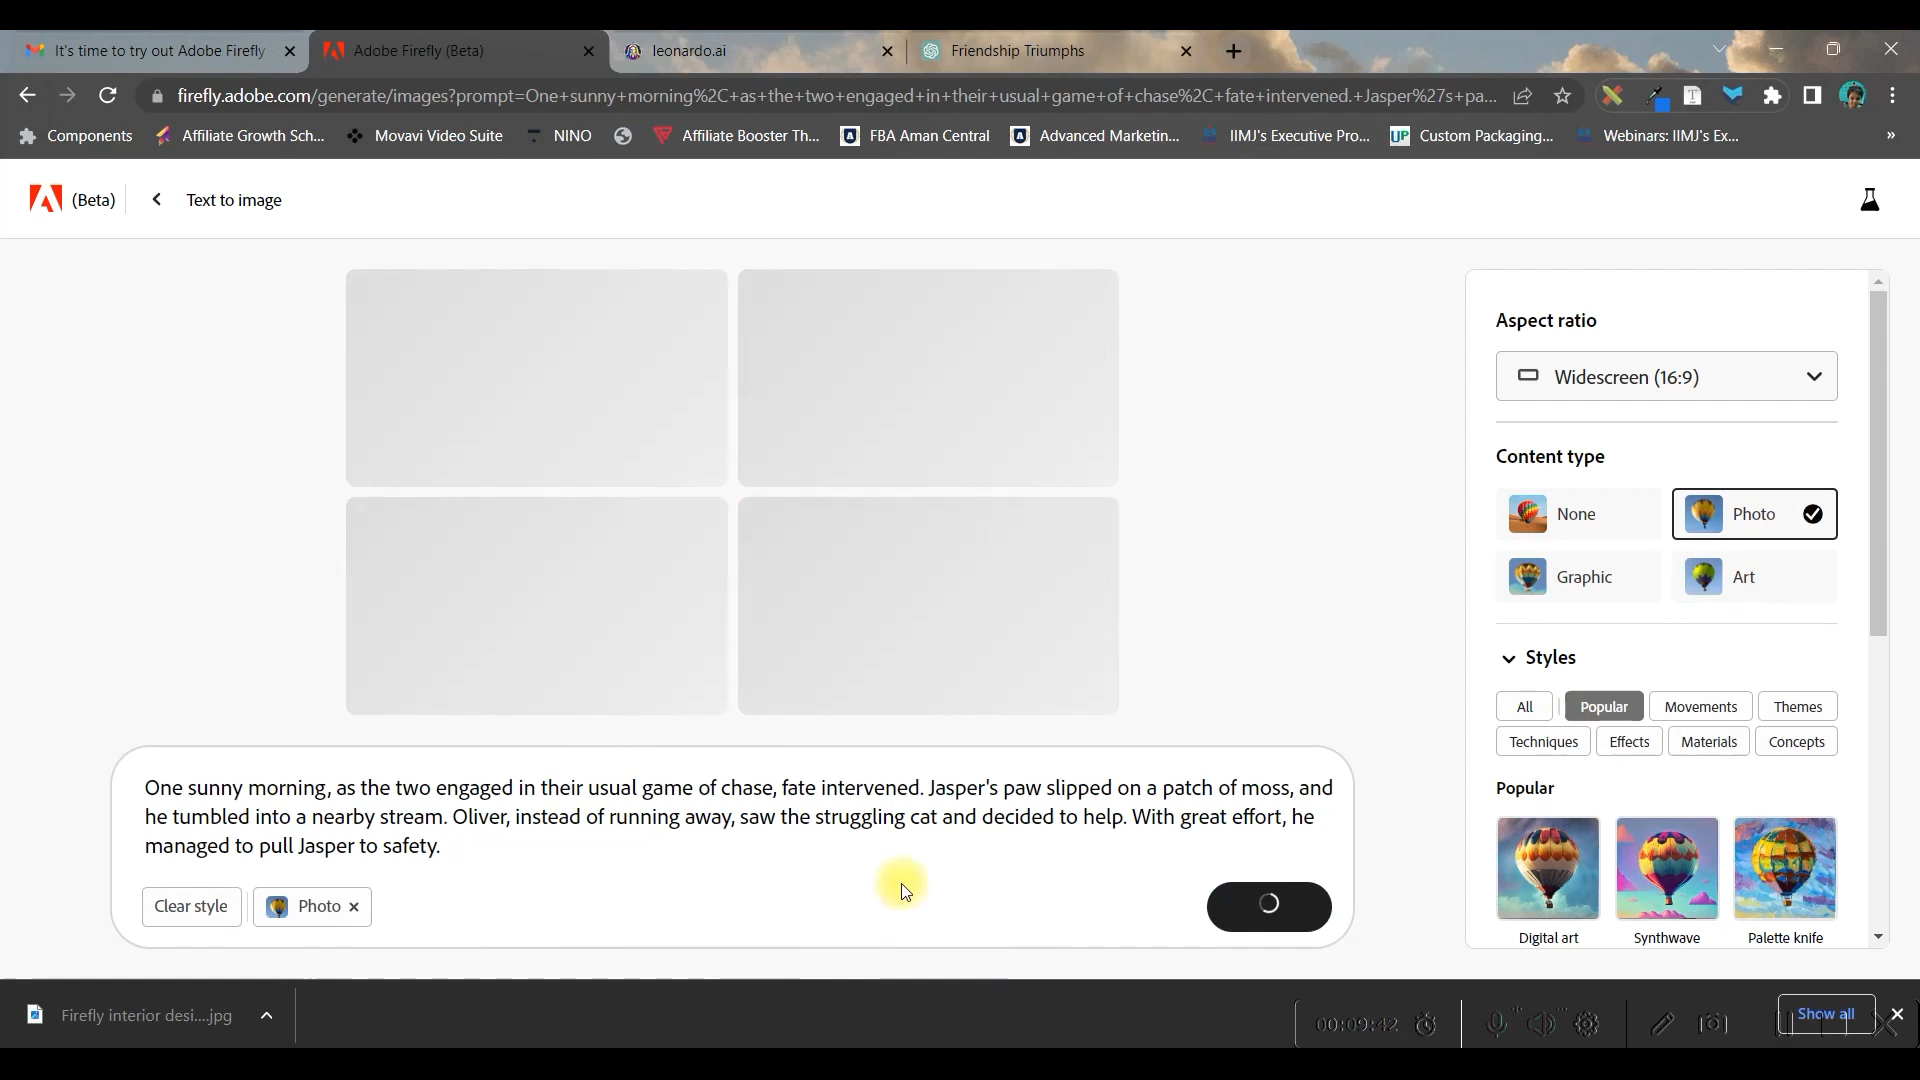 It's time to try out Adobe Firefly
Adobe Firefly (Beta)
leonardo.ai
Friendship Triumphs
firefly.adobe.com/generate/images?prompt=One+sunny+morning%2C+as+the+two+engaged+in+their+usual+game+of+chase%2C+fate+intervened.+Jasper%27s+pa...
Components
Affiliate Growth Sch...
Movavi Video Suite
NINO
Affiliate Booster Th...
FBA Aman Central
Advanced Marketin...
IIMJ's Executive Pro...
UP
Custom Packaging,...
Webinars: IIMJ's Ex...
»
(Beta)
Text to image
Aspect ratio
Widescreen (16:9)
Content type
None
Photo
Graphic
Art
Styles
All
Popular
Movements
Themes
Techniques
Effects
Materials
Concepts
Popular
Digital art
Synthwave
Palette knife
One sunny morning, as the two engaged in their usual game of chase, fate intervened. Jasper's paw slipped on a patch of moss, and
he tumbled into a nearby stream. Oliver, instead of running away, saw the struggling cat and decided to help. With great effort, he
managed to pull Jasper to safety.
Clear style
Photo
Firefly interior desi....jpg
00:09:42
Show all